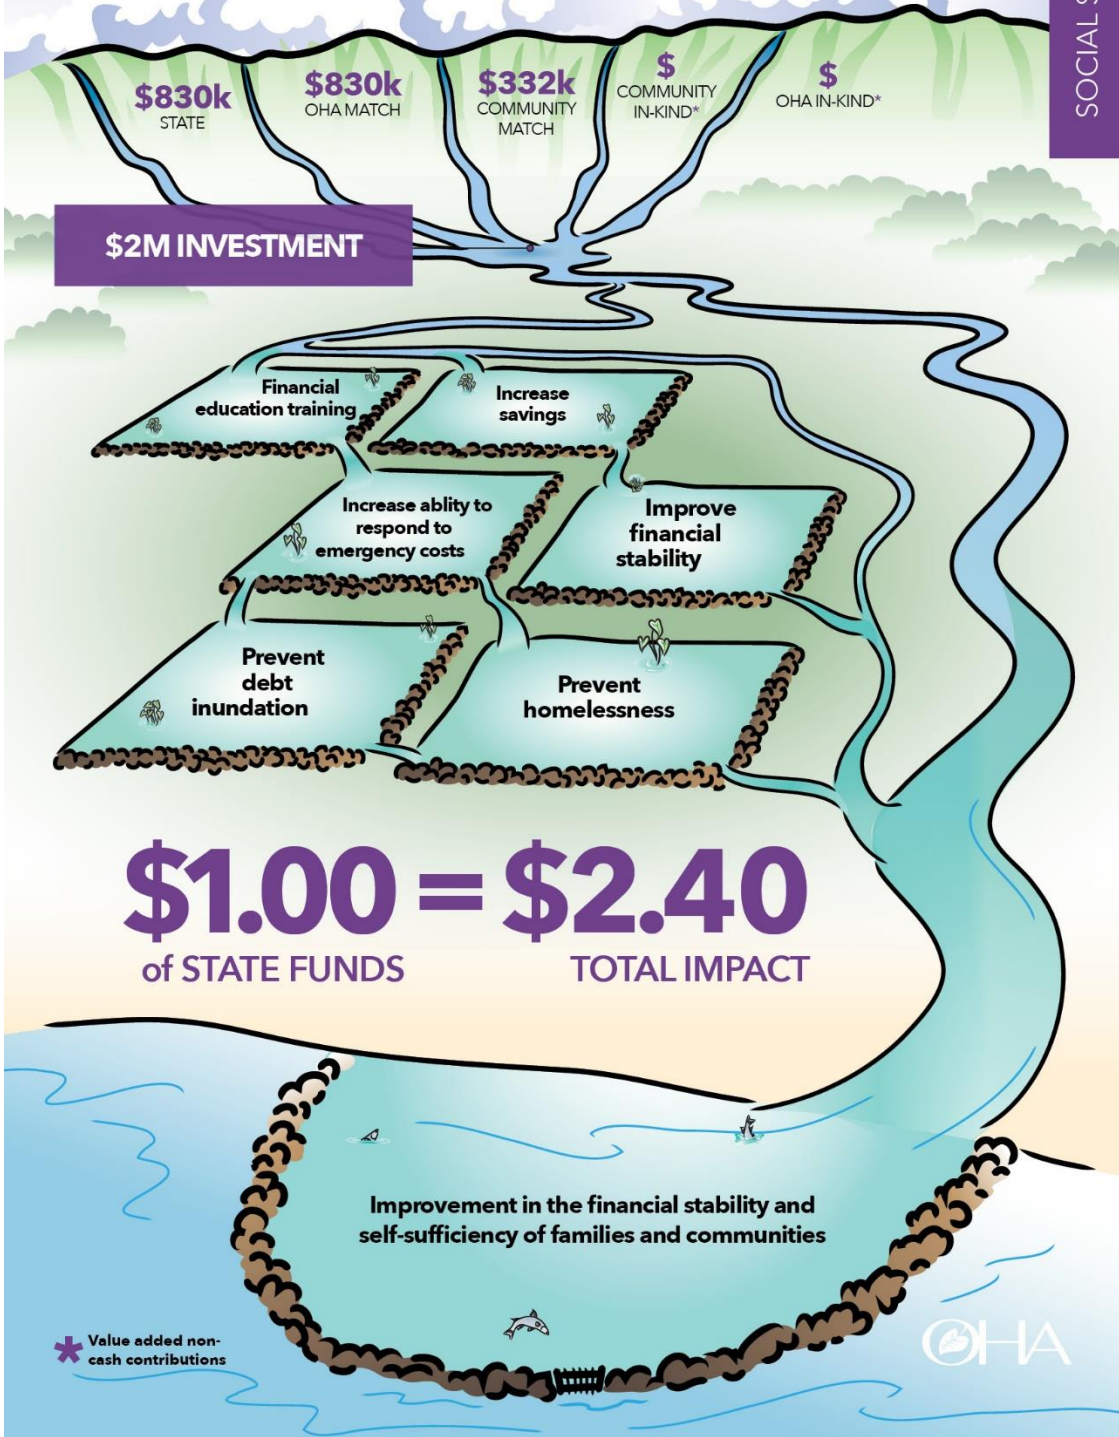 SOCIAL
$830k
STATE
$830k
OHA MATCH
$332k
COMMUNITY
MATCH
$
COMMUNITY
IN-KIND*
$
OHA IN-KIND*
$2M INVESTMENT
Financial
education training
Increase
savings
Increase ablity to
respond to
emergency costs
Improve
financial
stability
Prevent
debt
inundation
Prevent
homelessness
$1.00 = $2.40
of STATE FUNDS TOTAL IMPACT
Improvement in the financial stability and
self-sufficiency of families and communities
* Value added non-
cash contributions
OHA